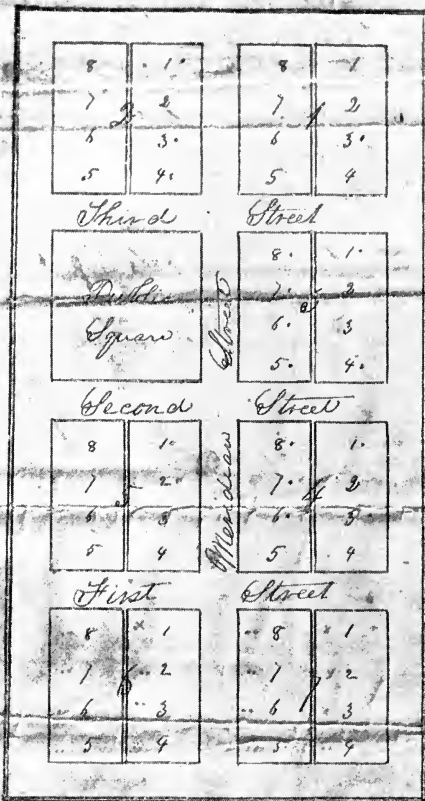 8 1 8 1
7 2 7 2
2 1
6 3 6 3
5 4 5 4
Third Street
8 1
Public 7 2
3
Square 6 3
5 4
Meridian Street
Second Street
8 1 8 1
7 2 7 2
5 4
6 3 6 3
5 4 5 4
First Street
8 1 8 1
7 2 7 2
6 7
6 3 6 3
5 4 5 4